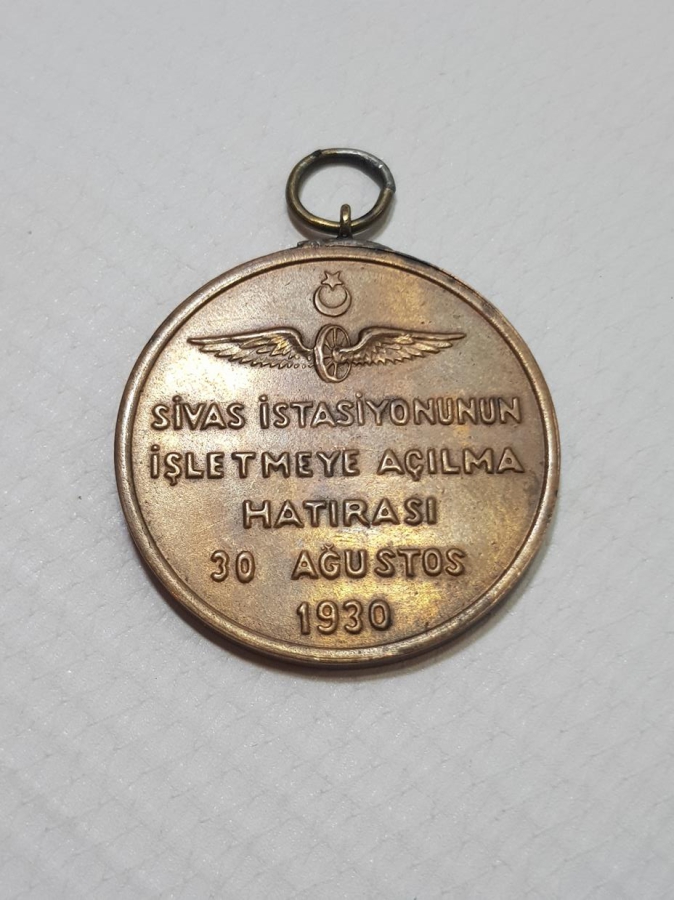 SİVAS İSTASİYONUNUN
İŞLETMEYE AÇILMA
HATIRASI
30 AĞUSTOS
1930